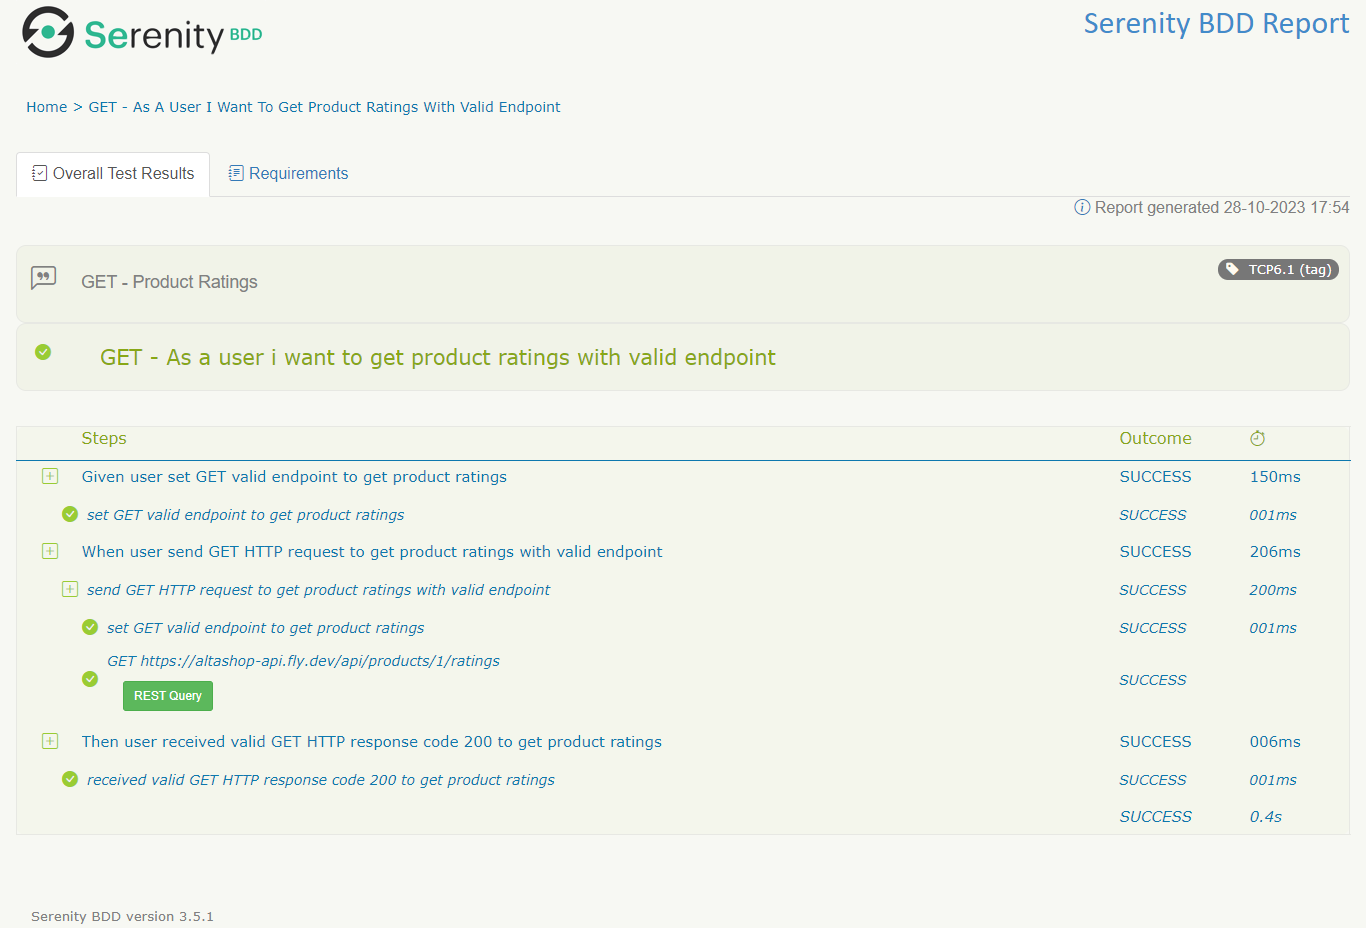 Serenity BDD
Serenity BDD Report
Home > GET - As A User I Want To Get Product Ratings With Valid Endpoint
Overall Test Results
Requirements
Report generated 28-10-2023 17:54
GET - Product Ratings
TCP6.1 (tag)
GET - As a user i want to get product ratings with valid endpoint
Steps Outcome
Given user set GET valid endpoint to get product ratings SUCCESS 150ms
set GET valid endpoint to get product ratings SUCCESS 001ms
When user send GET HTTP request to get product ratings with valid endpoint SUCCESS 206ms
send GET HTTP request to get product ratings with valid endpoint SUCCESS 200ms
set GET valid endpoint to get product ratings SUCCESS 001ms
GET https://altashop-api.fly.dev/api/products/1/ratings
SUCCESS
REST Query
Then user received valid GET HTTP response code 200 to get product ratings SUCCESS 006ms
received valid GET HTTP response code 200 to get product ratings SUCCESS 001ms
SUCCESS 0.4s
Serenity BDD version 3.5.1